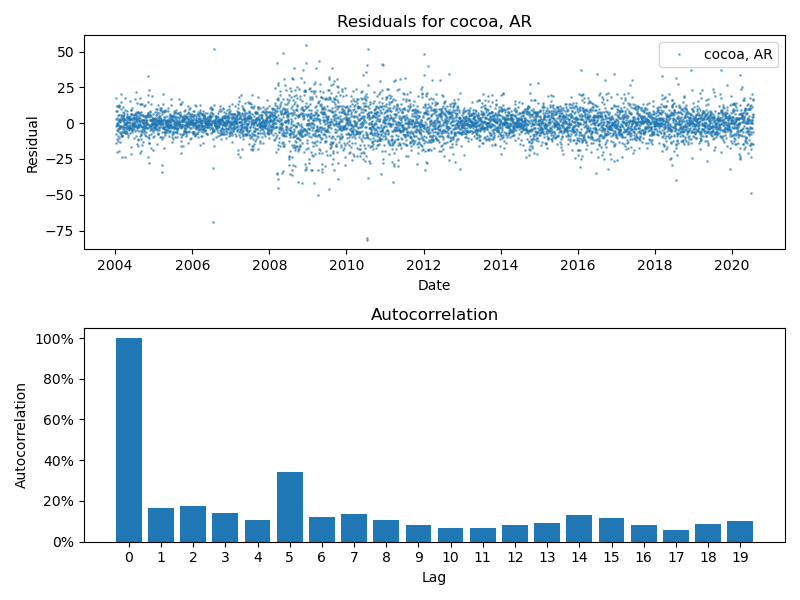 Residuals for cocoa, AR
cocoa, AR
50
25
0
−25
−50
−75
Residual
2004 2006 2008 2010 2012 2014 2016 2018 2020
Date
Autocorrelation
100%
80%
60%
40%
20%
0%
Autocorrelation
0 1 2 3 4 5 6 7 8 9 10 11 12 13 14 15 16 17 18 19
Lag